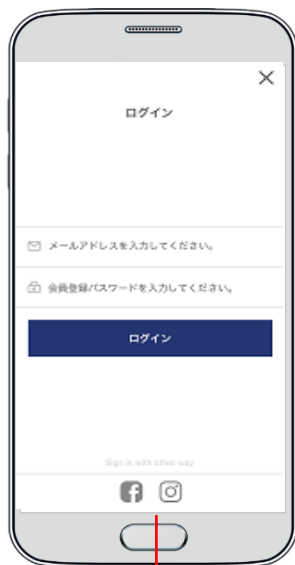 ログイン
メールアドレスを入力してください。
会員登録パスワードを入力してください。
ログイン
Sign in with other way